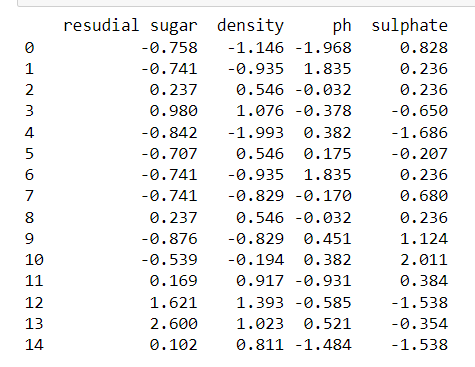 resudial sugar density ph sulphate
0 -0.758 -1.146 -1.968 0.828
1 -0.741 -0.935 1.835 0.236
2 0.237 0.546 -0.032 0.236
3 0.980 1.076 -0.378 -0.650
4 -0.842 -1.993 0.382 -1.686
5 -0.707 0.546 0.175 -0.207
6 -0.741 -0.935 1.835 0.236
7 -0.741 -0.829 -0.170 0.680
8 0.237 0.546 -0.032 0.236
9 -0.876 -0.829 0.451 1.124
10 -0.539 -0.194 0.382 2.011
11 0.169 0.917 -0.931 0.384
12 1.621 1.393 -0.585 -1.538
13 2.600 1.023 0.521 -0.354
14 0.102 0.811 -1.484 -1.538